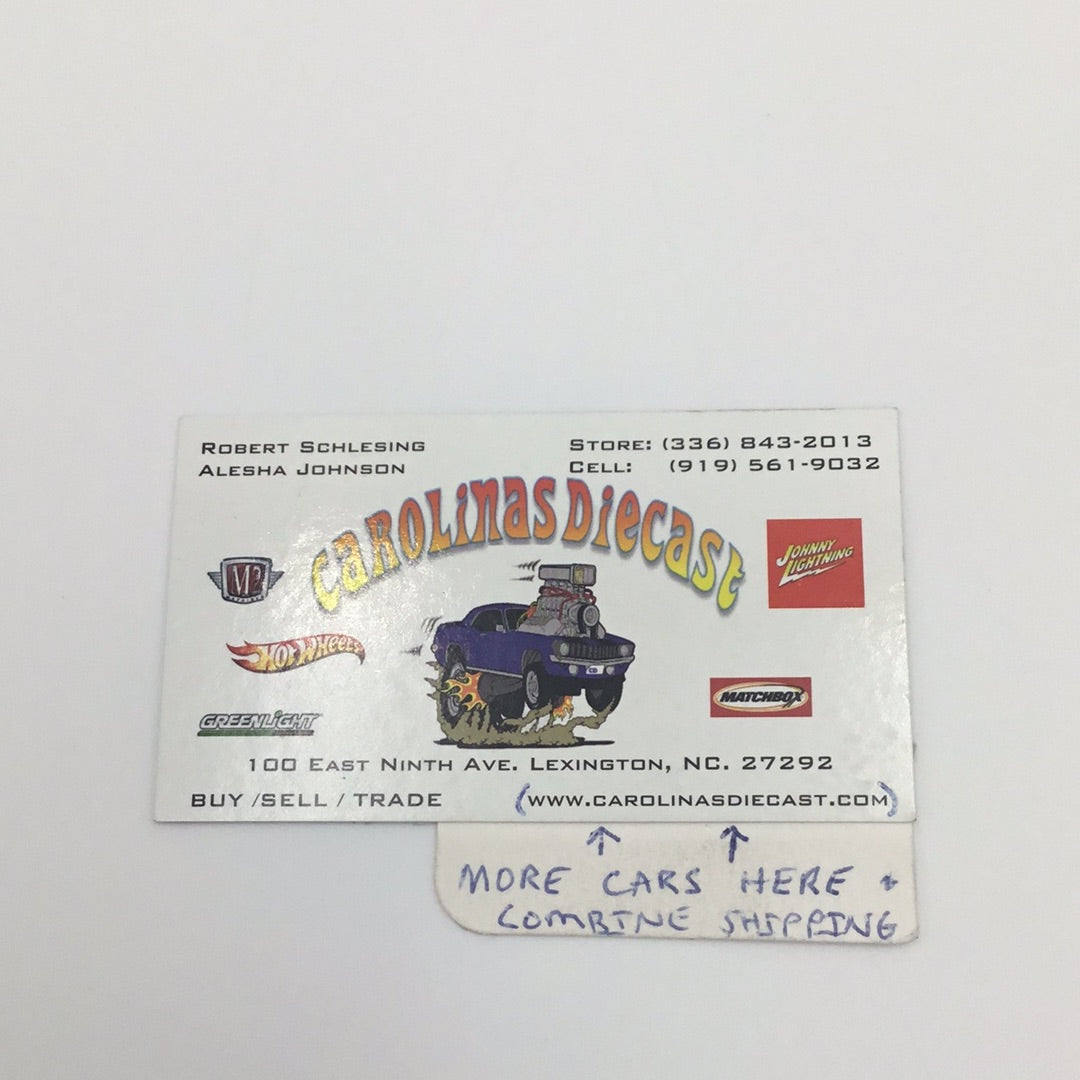 ROBERT SCHLESING
ALESHA JOHNSON
STORE: (336) 843-2013
CELL: (919) 561-9032
CAROLINAS DIECAST
M2
MACHINES
JOHNNY
LIGHTNING
HOT WHEELS
MATCHBOX
GREENLIGHT
100 EAST NINTH AVE. LEXINGTON, NC. 27292
BUY /SELL / TRADE
(WWW.CAROLINASDIECAST.COM)
↑ ↑
MORE CARS HERE +
COMBINE SHIPPING